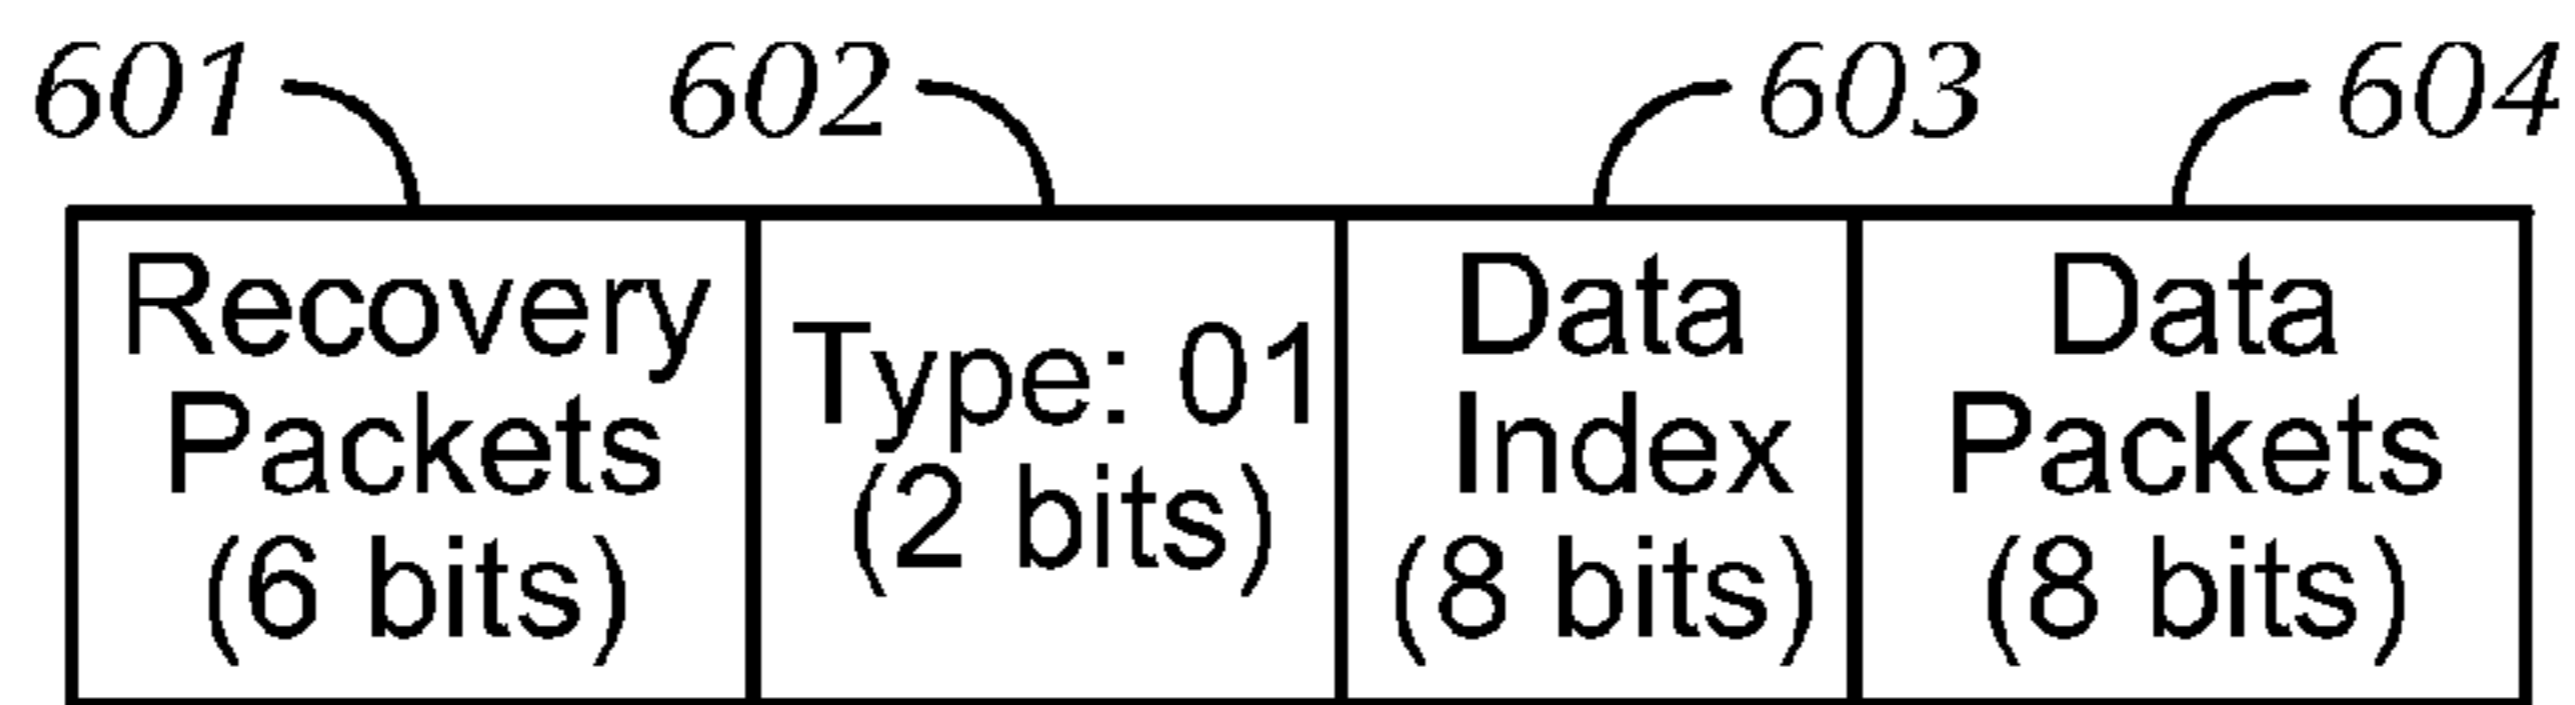 601 602 603 604
Recovery
Packets
(6 bits)
Type: 01
(2 bits)
Data
Index
(8 bits)
Data
Packets
(8 bits)